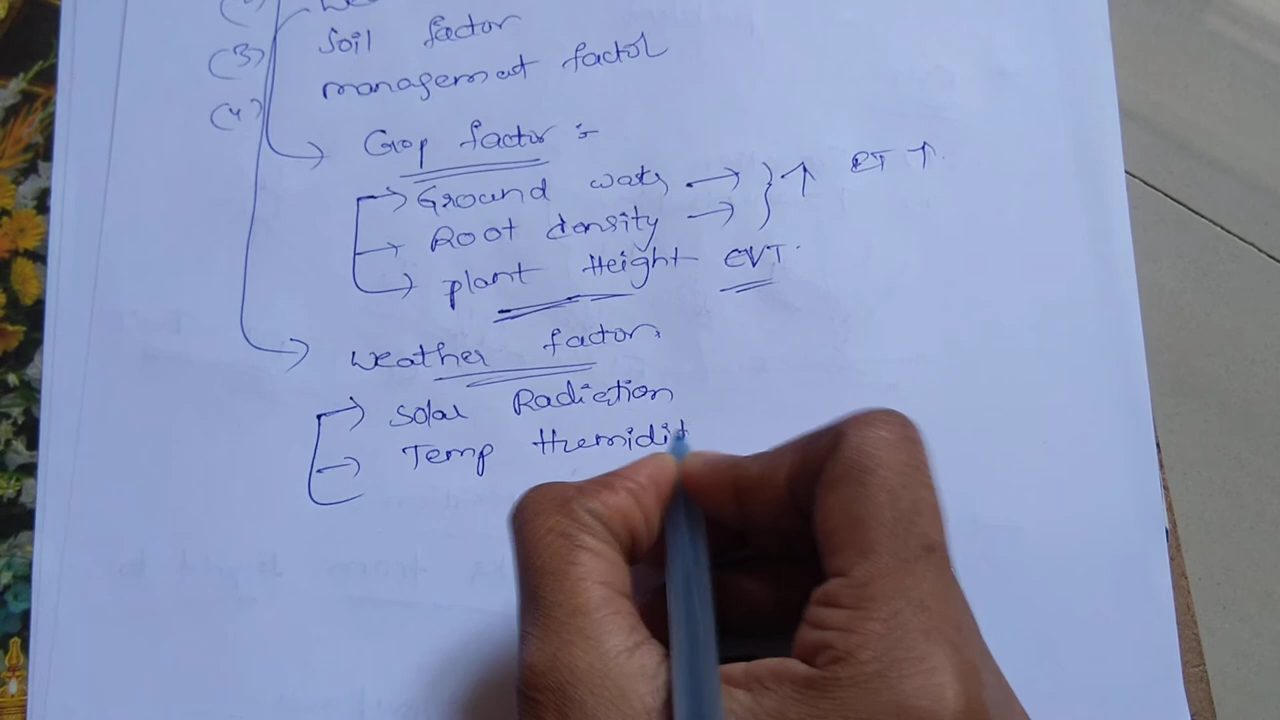 (3) Soil factor
(4) management factor
Crop factor :-
Ground water
Root density ↑ ET ↑
plant Height EVT.
Weather factor
Solar Radiction
Temp Humidit